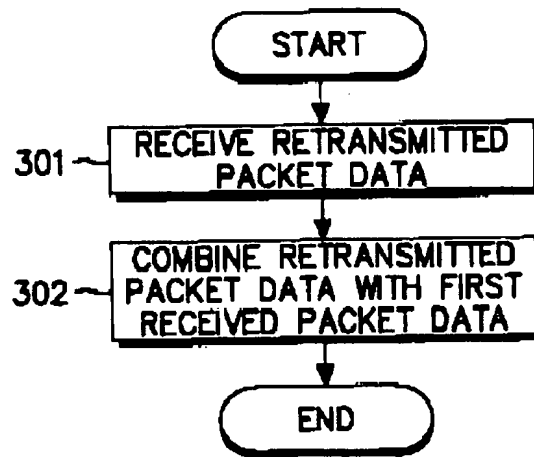 START
301
RECEIVE RETRANSMITTED
PACKET DATA
302
COMBINE RETRANSMITTED
PACKET DATA WITH FIRST
RECEIVED PACKET DATA
END